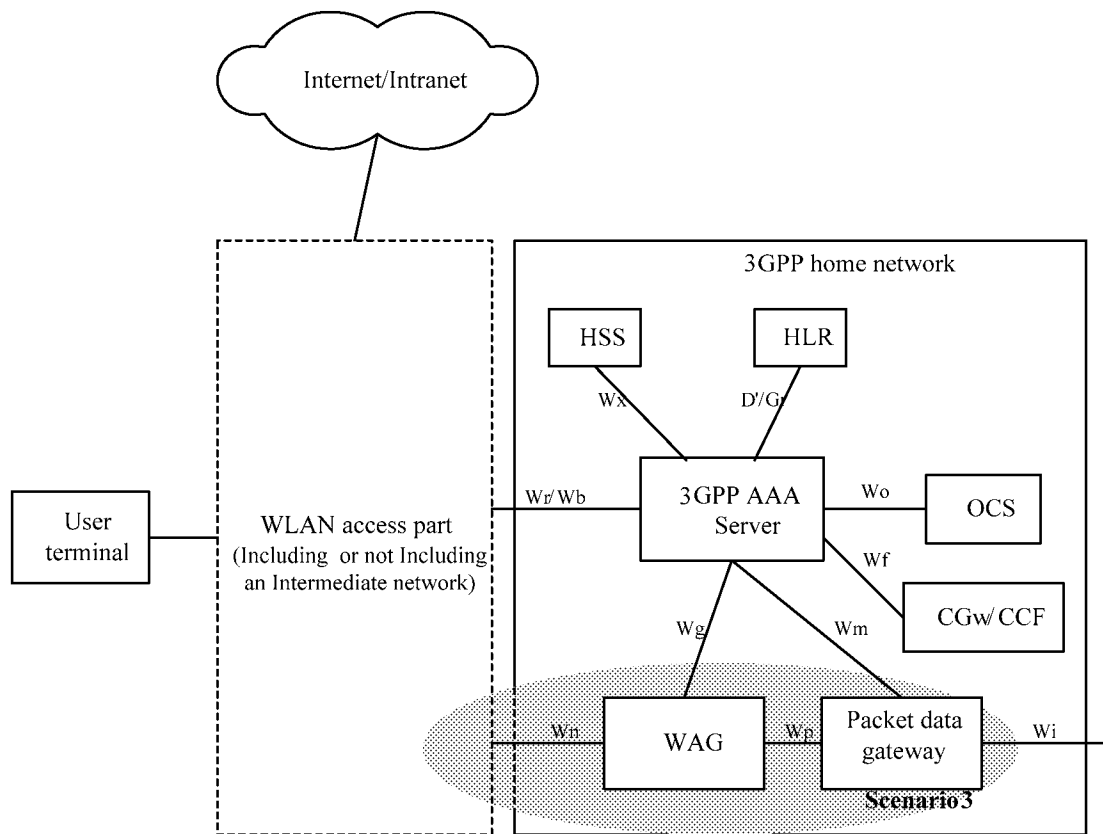 Internet/Intranet
3GPP home network
HSS
HLR
Wx
D'/Gr
User
terminal
WLAN access part
(Including or not Including
an Intermediate network)
Wr/Wb
3GPP AAA
Server
Wo
OCS
Wf
CGw/CCF
Wg
Wm
Wn
WAG
Wp
Packet data
gateway
Wi
Scenario3